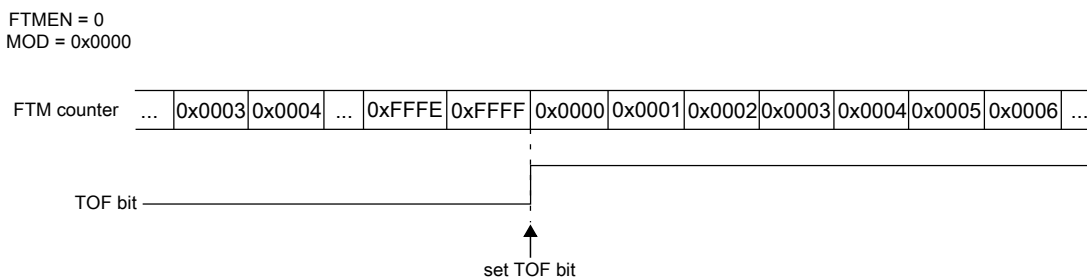 FTMEN = 0
MOD = 0x0000
FTM counter ... 0x0003 0x0004 ... 0xFFFE 0xFFFF 0x0000 0x0001 0x0002 0x0003 0x0004 0x0005 0x0006 ...
TOF bit
set TOF bit